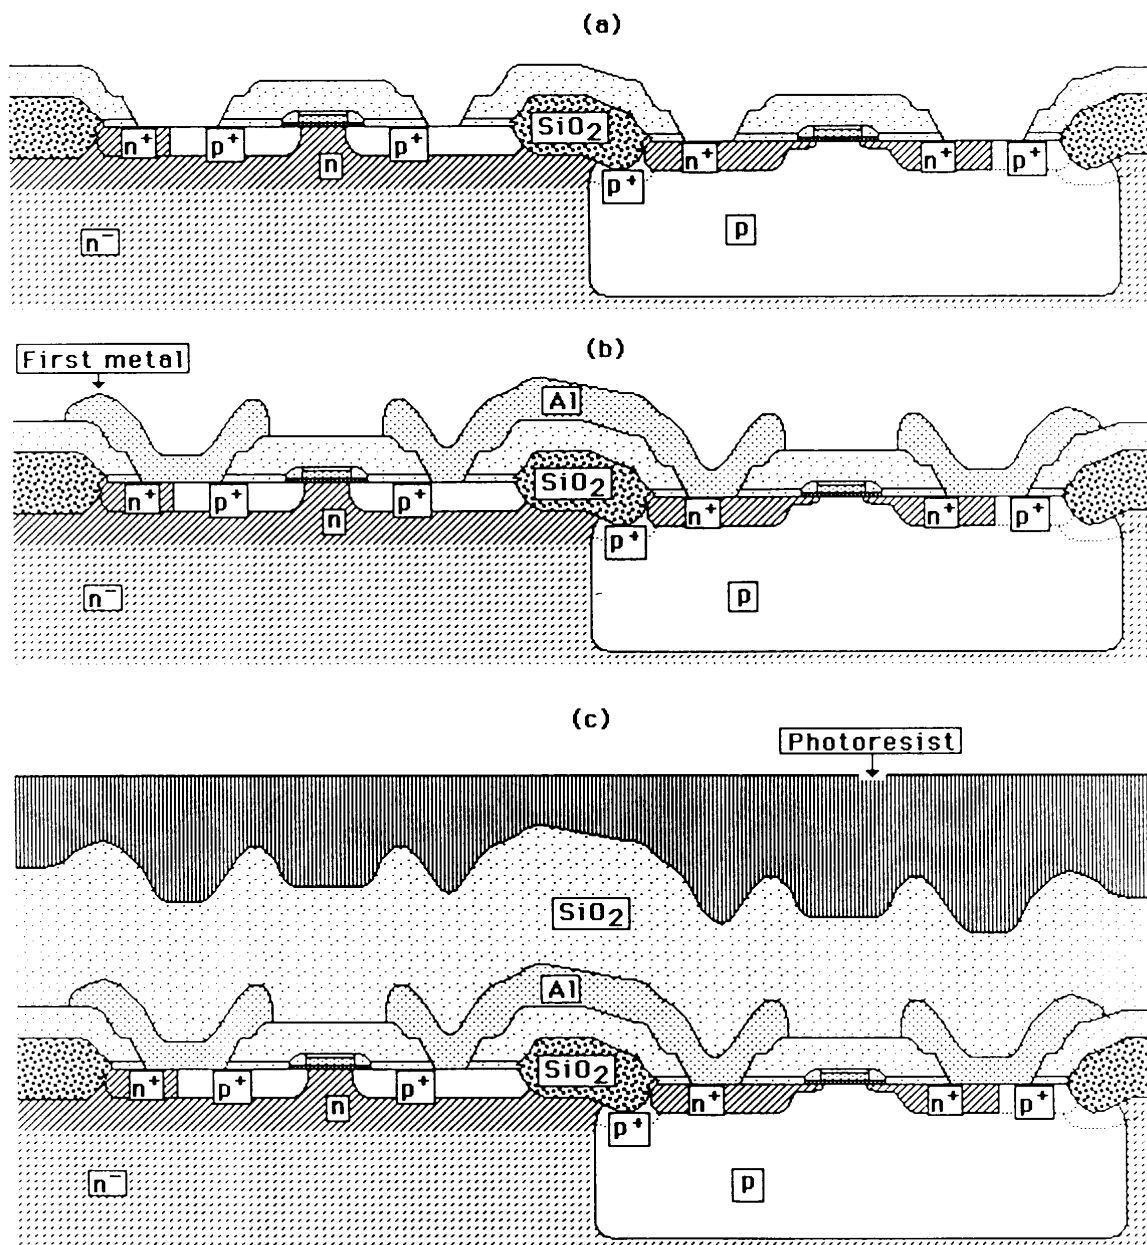 (a)
SiO₂
n⁺ p⁺ n p⁺ p⁺ n⁺ n⁺ p⁺
n⁻ p
(b)
First metal
Al
SiO₂
n⁺ p⁺ n p⁺ p⁺ n⁺ n⁺ p⁺
n⁻ p
(c)
Photoresist
SiO₂
Al
SiO₂
n⁺ p⁺ n p⁺ p⁺ n⁺ n⁺ p⁺
n⁻ p